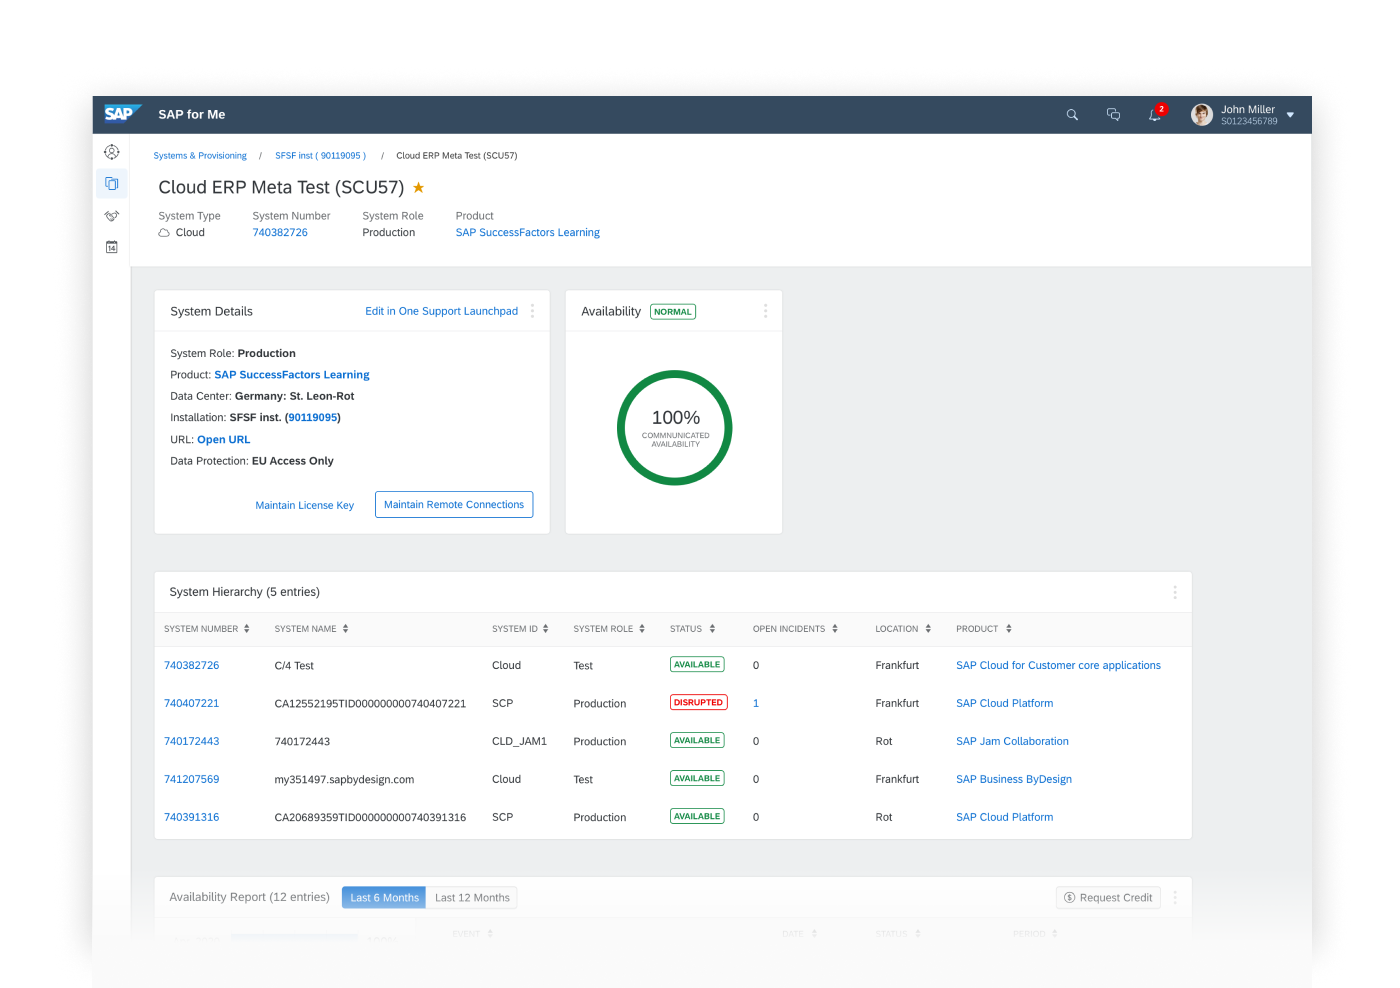 SAP SAP for Me 2 John Miller
S0123456789
Systems & Provisioning / SFSF inst ( 90119095 ) / Cloud ERP Meta Test (SCU57)
Cloud ERP Meta Test (SCU57)
System Type System Number System Role Product
Cloud 740382726 Production SAP SuccessFactors Learning
14
System Details Edit in One Support Launchpad
System Role: Production
Product: SAP SuccessFactors Learning
Data Center: Germany: St. Leon-Rot
Installation: SFSF inst. (90119095)
URL: Open URL
Data Protection: EU Access Only
Maintain License Key Maintain Remote Connections
Availability NORMAL
100%
COMMNUNICATED
AVAILABILITY
System Hierarchy (5 entries)
SYSTEM NUMBER SYSTEM NAME SYSTEM ID SYSTEM ROLE STATUS OPEN INCIDENTS LOCATION PRODUCT
740382726 C/4 Test Cloud Test AVAILABLE 0 Frankfurt SAP Cloud for Customer core applications
740407221 CA12552195TID000000000740407221 SCP Production DISRUPTED 1 Frankfurt SAP Cloud Platform
740172443 740172443 CLD_JAM1 Production AVAILABLE 0 Rot SAP Jam Collaboration
741207569 my351497.sapbydesign.com Cloud Test AVAILABLE 0 Frankfurt SAP Business ByDesign
740391316 CA20689359TID000000000740391316 SCP Production AVAILABLE 0 Rot SAP Cloud Platform
Availability Report (12 entries) Last 6 Months Last 12 Months Request Credit
EVENT DATE STATUS PERIOD
100%